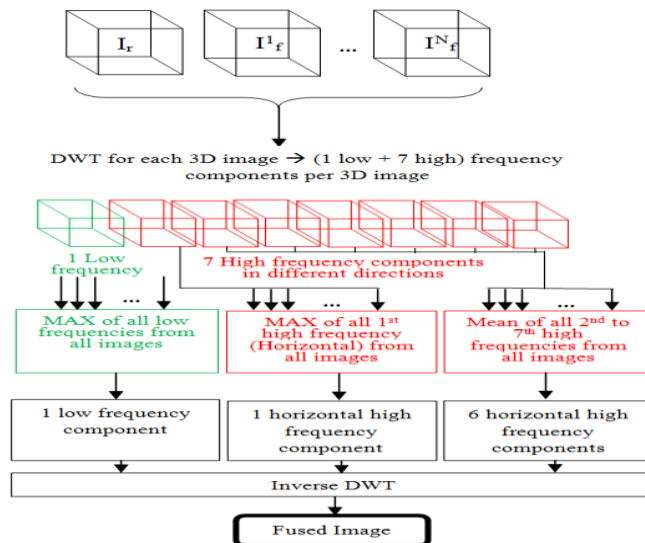 I_r I^1_f ... I^N_f
DWT for each 3D image → (1 low + 7 high) frequency
components per 3D image
1 Low
frequency
7 High frequency components
in different directions
... ... ...
MAX of all low
frequencies from
all images
MAX of all 1st
high frequency
(Horizontal) from
all images
Mean of all 2nd to
7th high
frequencies from
all images
1 low frequency
component
1 horizontal high
frequency
component
6 horizontal high
frequency
components
Inverse DWT
Fused Image